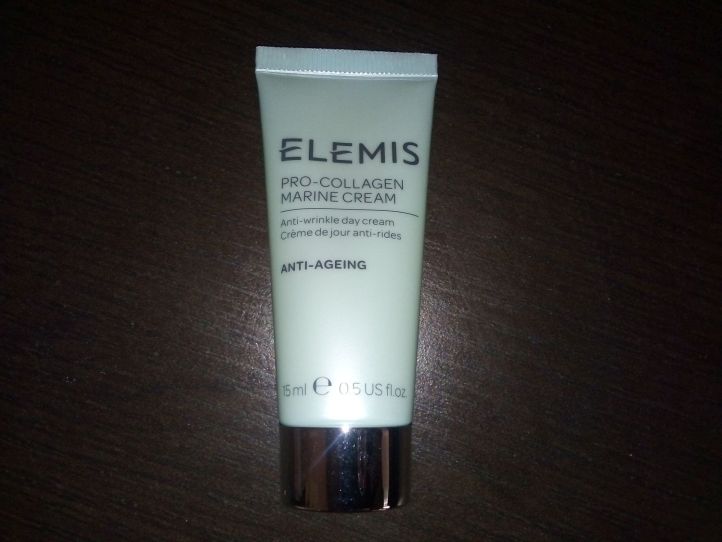 ELEMIS
PRO-COLLAGEN
MARINE CREAM
Anti-wrinkle day cream
Crème de jour anti-rides
ANTI-AGEING
15 ml ℮ 0.5 US fl.oz.